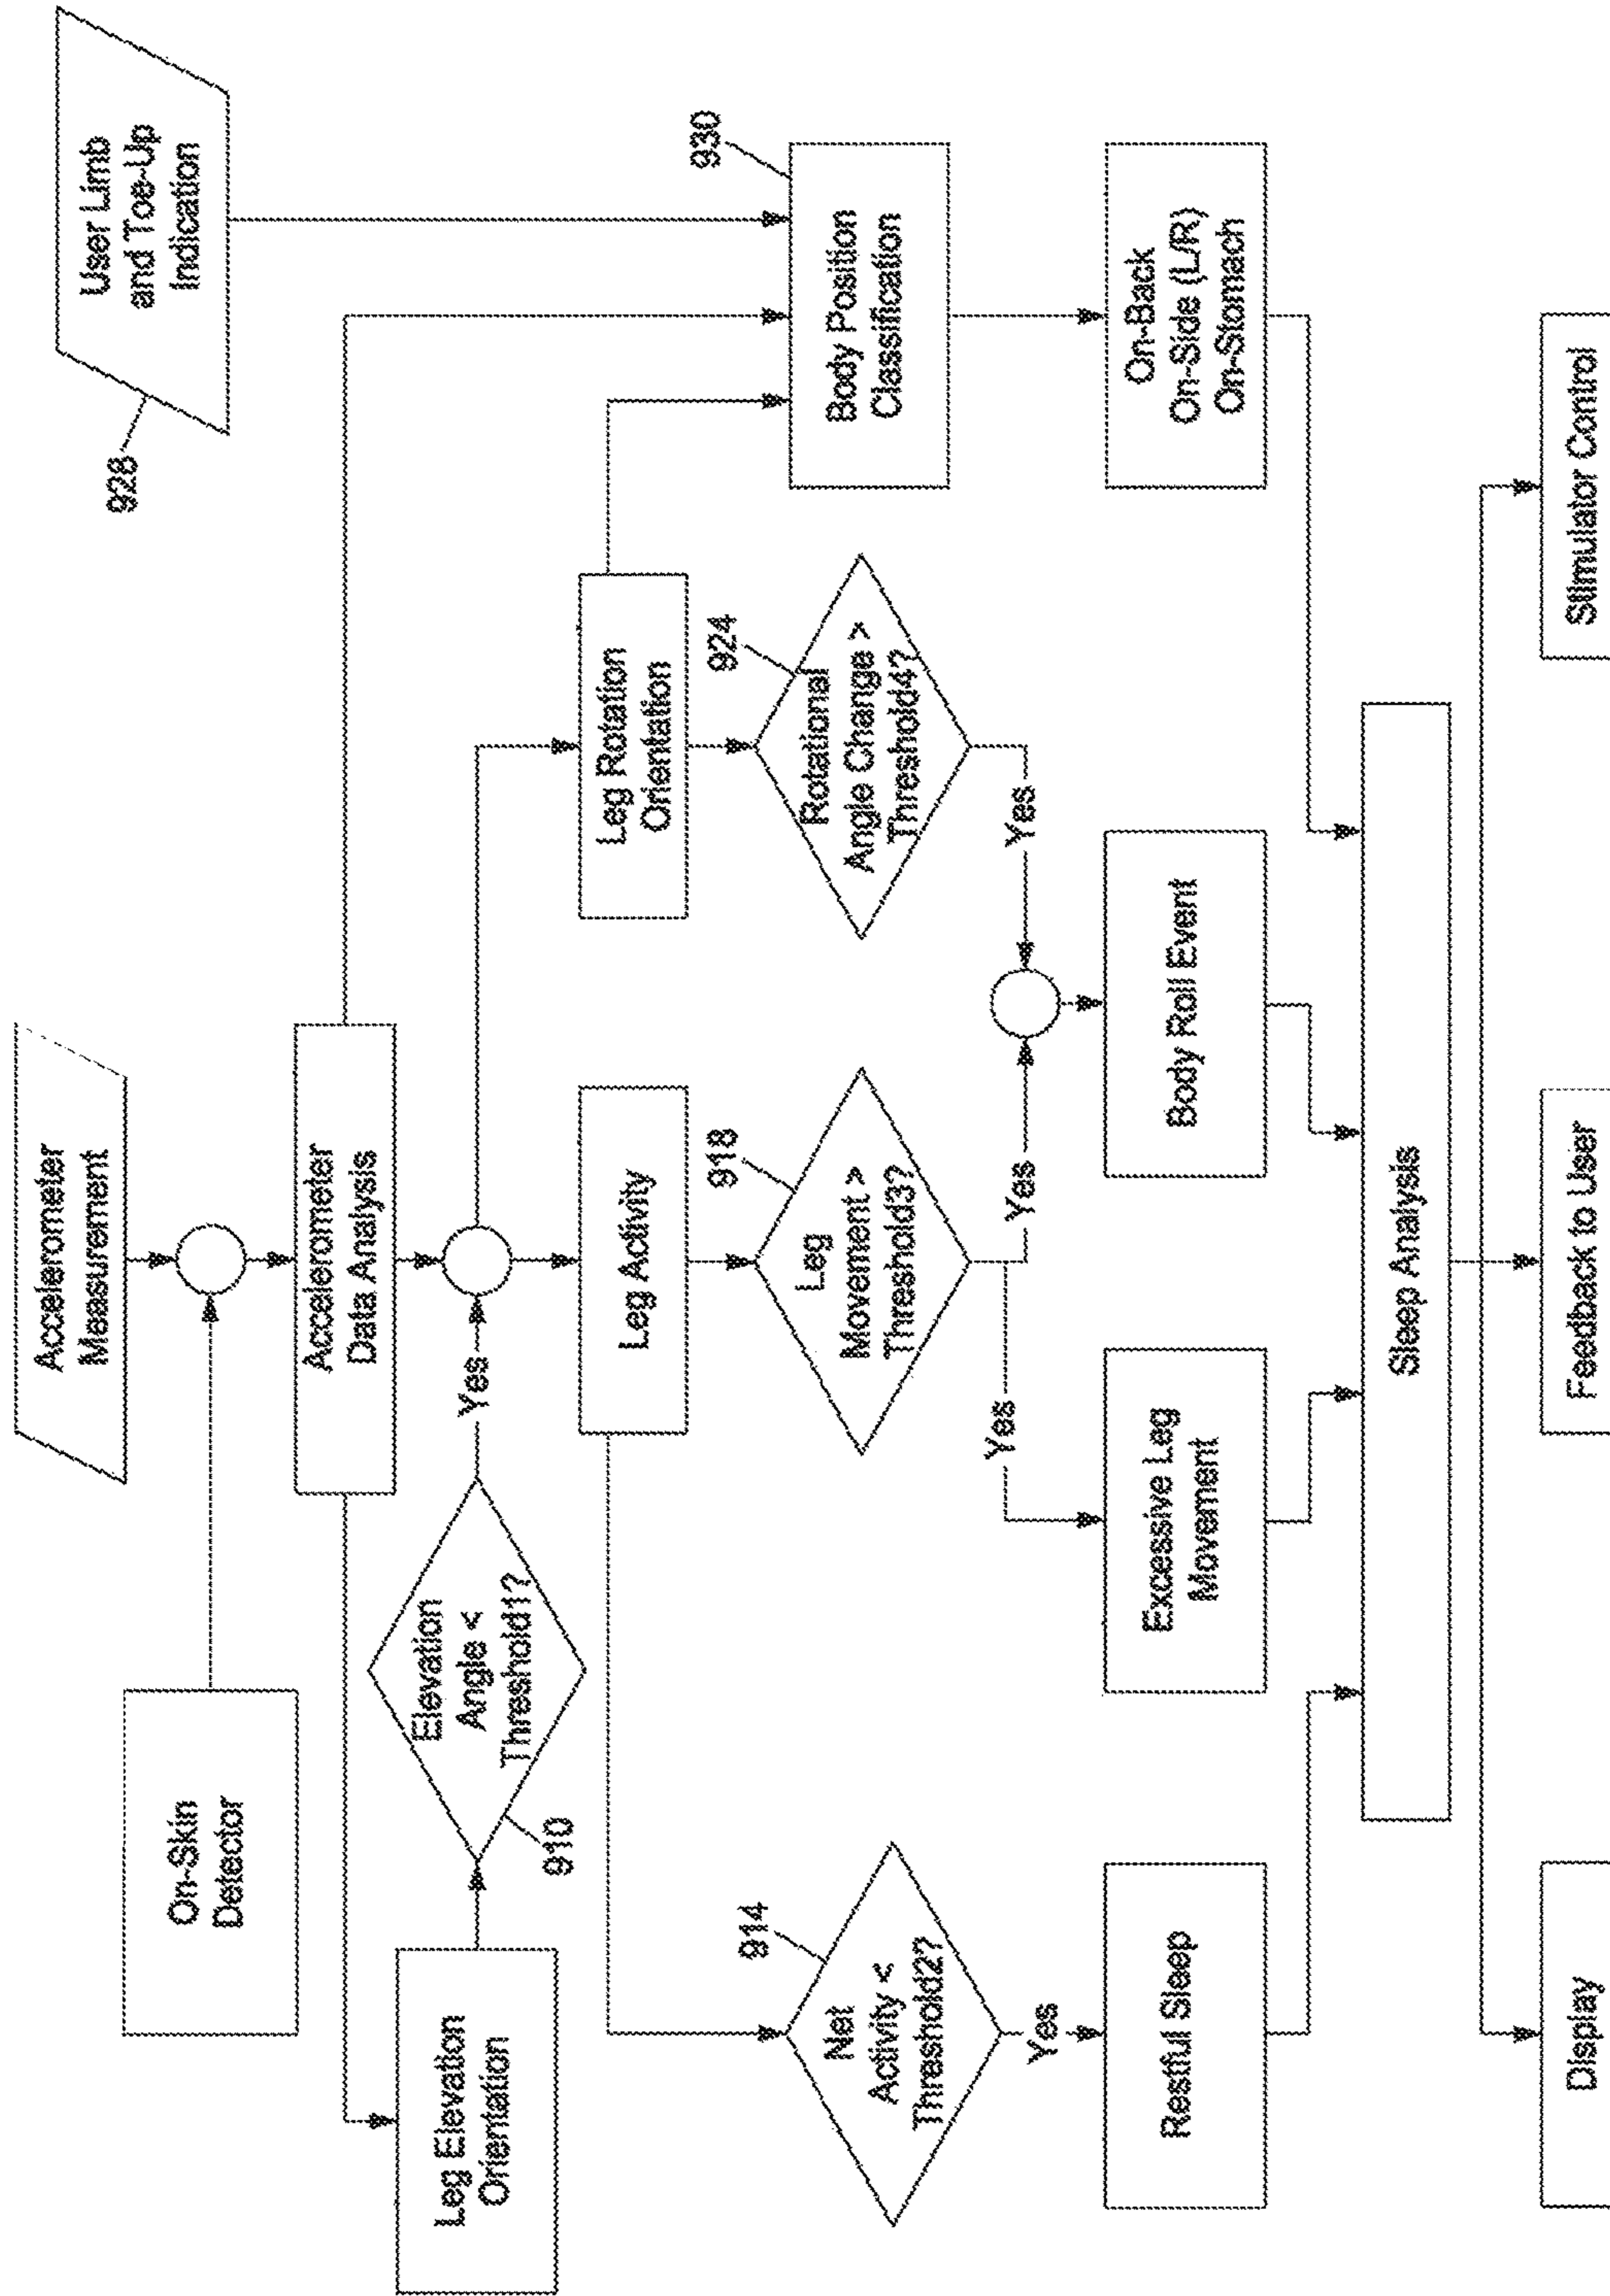 Accelerometer
Measurement
User Limb
and Toe-Up
Indication
928
On-Skin
Detector
Accelerometer
Data Analysis
Leg Elevation
Orientation
Elevation
Angle <
Threshold1?
910
Yes
Leg Activity
Leg Rotation
Orientation
930
Body Position
Classification
914
Net
Activity <
Threshold2?
918
Leg
Movement >
Threshold3?
924
Rotational
Angle Change >
Threshold4?
Yes
Yes
Yes
Yes
Restful Sleep
Excessive Leg
Movement
Body Roll Event
On-Back
On-Side (L/R)
On-Stomach
Sleep Analysis
Display
Feedback to User
Stimulator Control